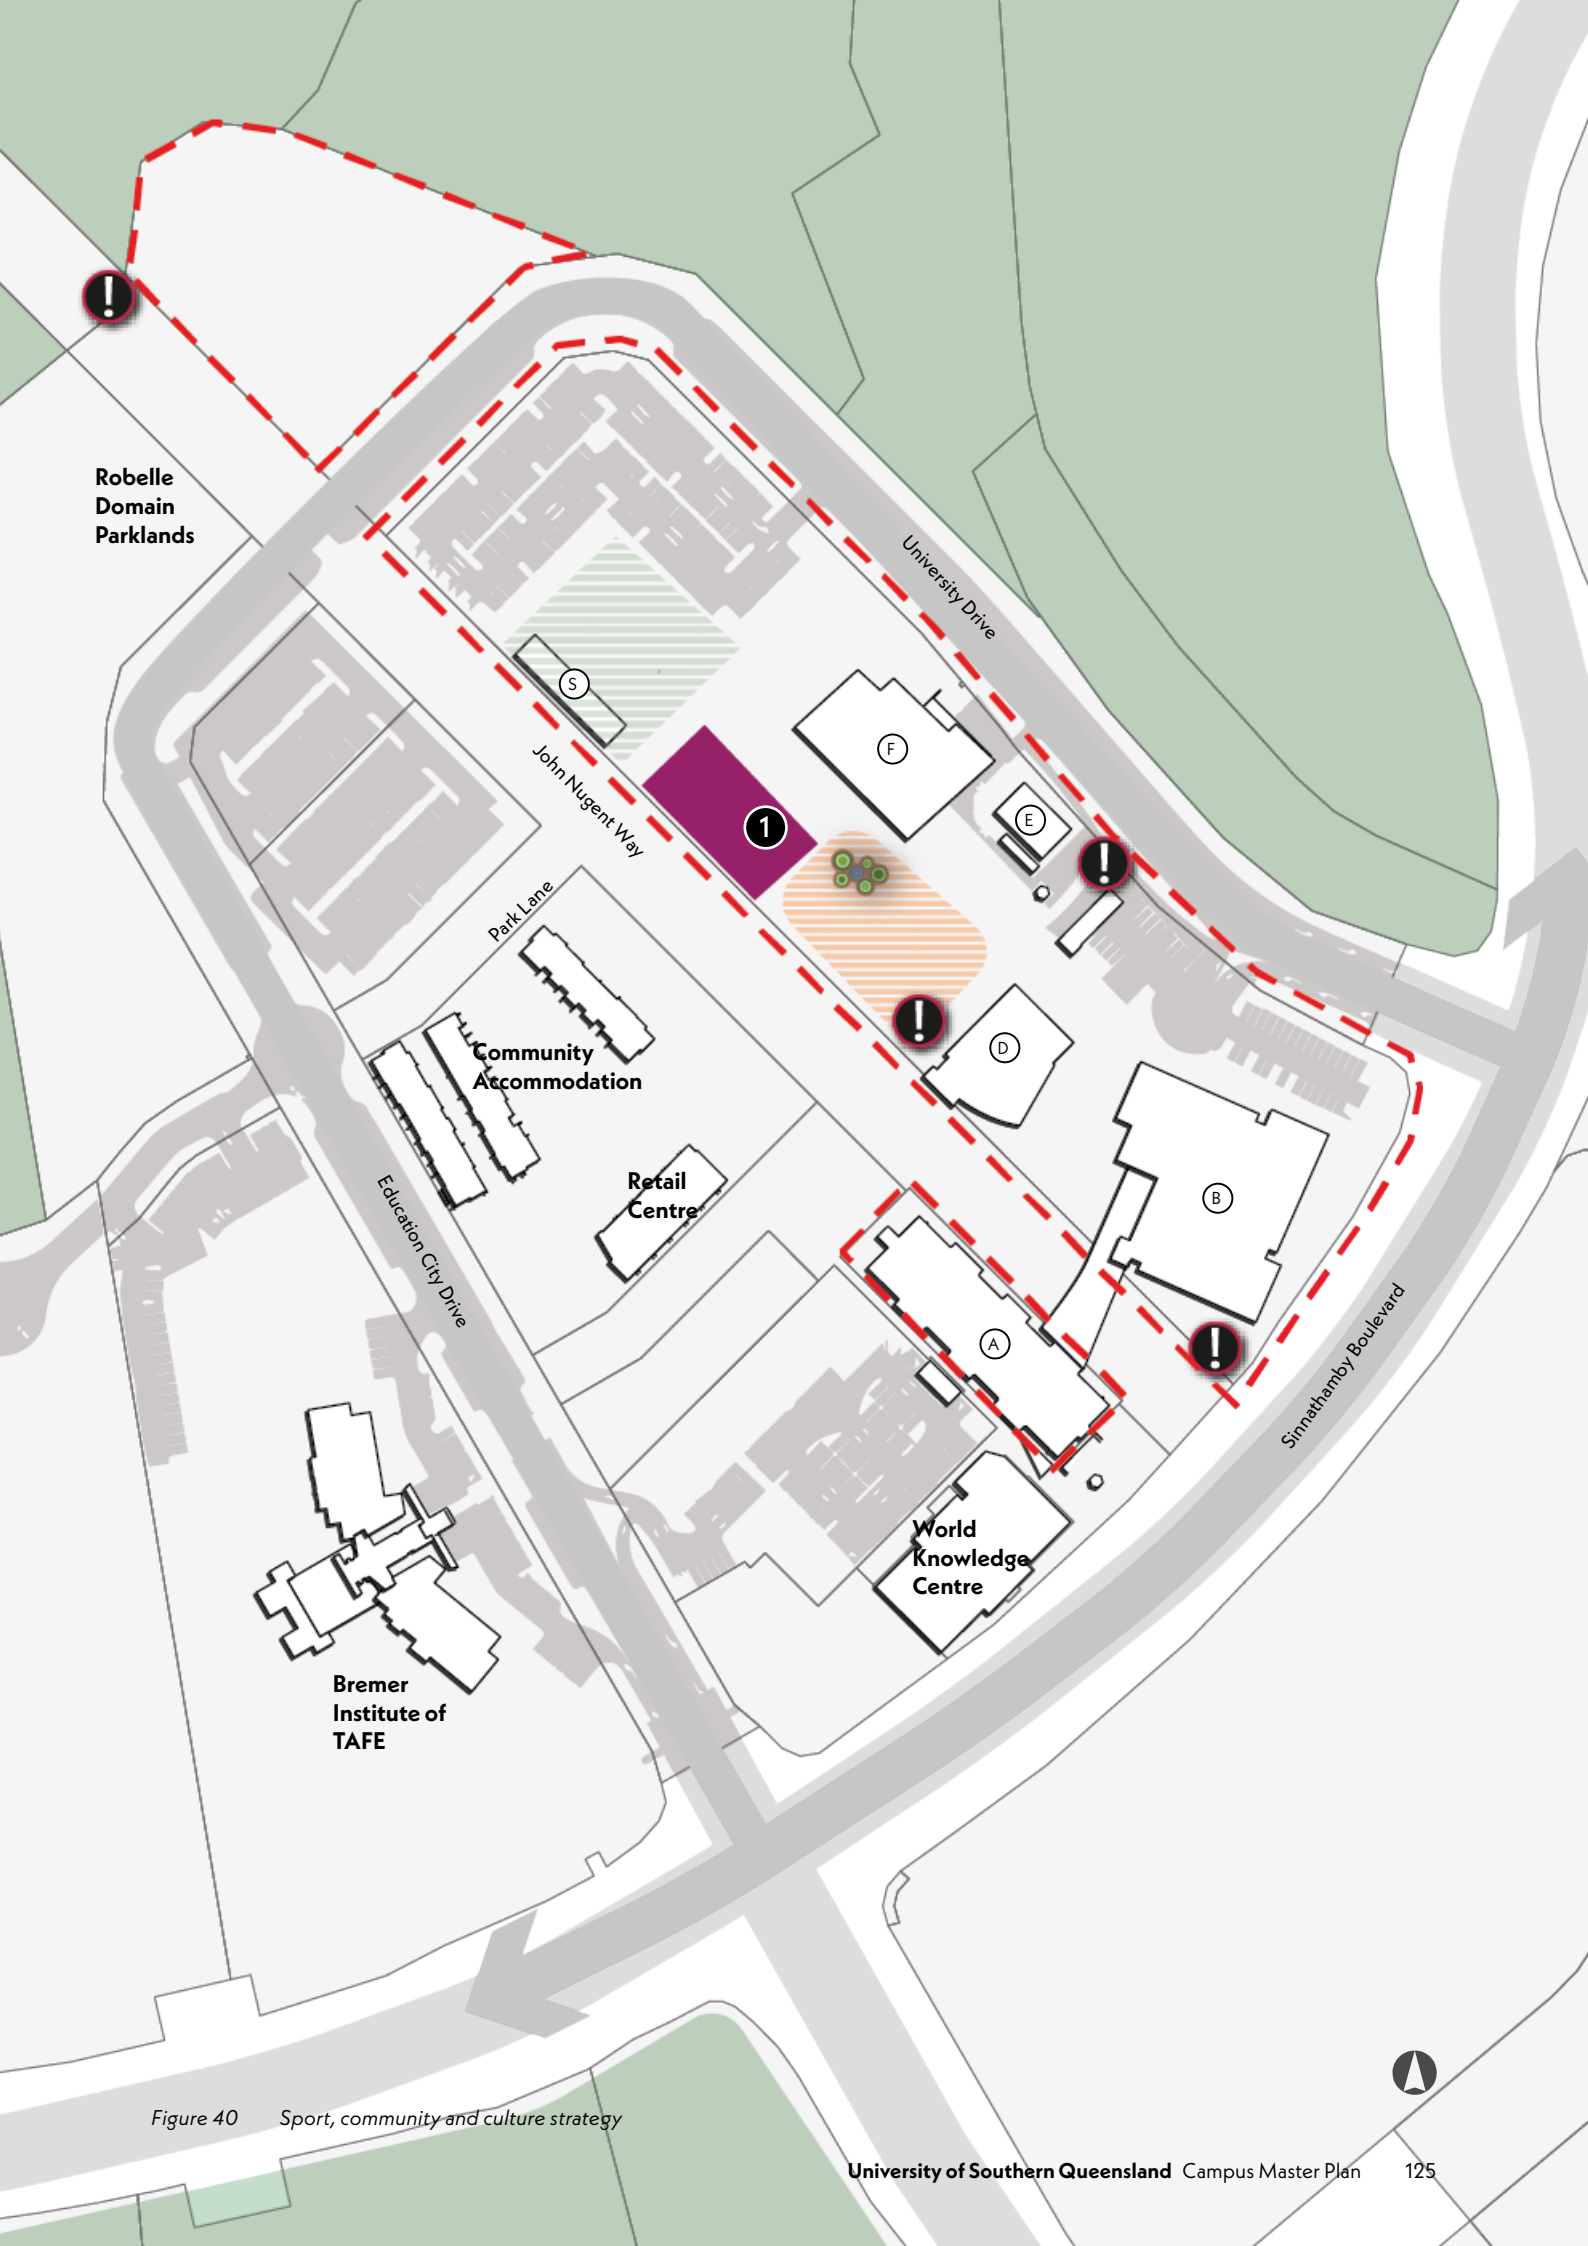 Robelle
Domain
Parklands
University Drive
S
F
John Nugent Way
1
E
!
!
Park Lane
!
D
Community
Accommodation
Retail
Centre
B
Education City Drive
A
!
Sinnathamby Boulevard
World
Knowledge
Centre
Bremer
Institute of
TAFE
Figure 40 Sport, community and culture strategy
University of Southern Queensland Campus Master Plan 125